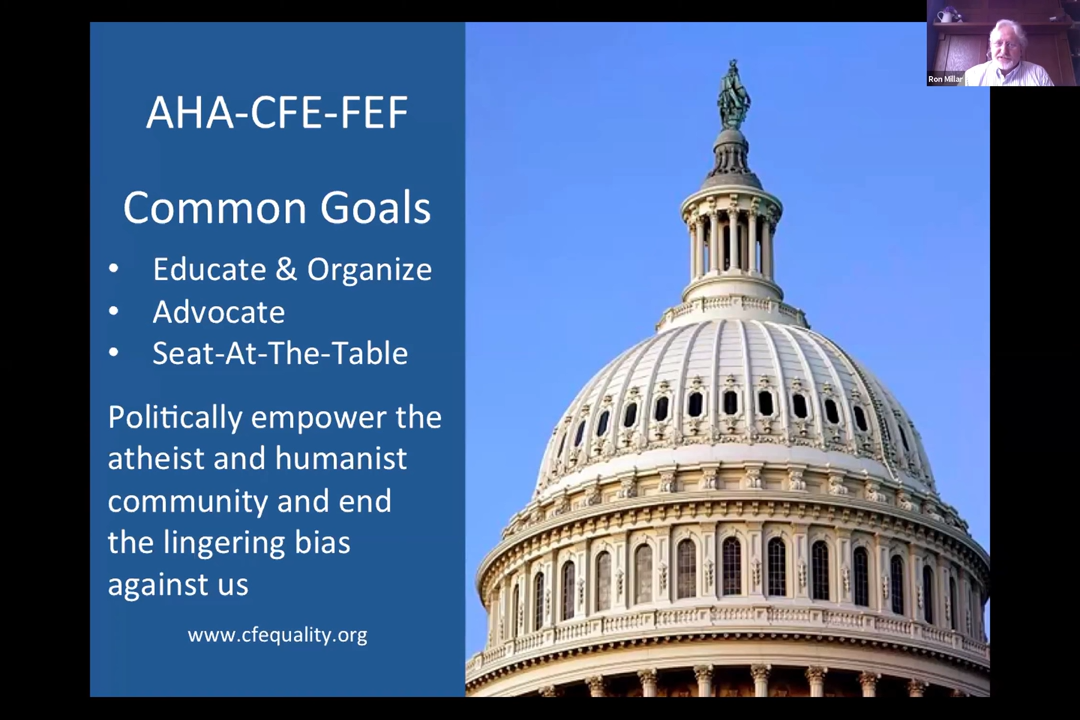 AHA-CFE-FEF
Common Goals
• Educate & Organize
• Advocate
• Seat-At-The-Table
Politically empower the
atheist and humanist
community and end
the lingering bias
against us
www.cfequality.org
Ron Millar